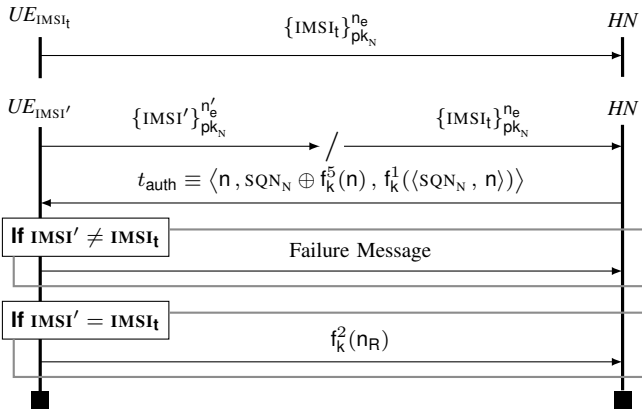 UE_IMSI_t HN
{IMSI_t}^{n_e}_{pk_N}
UE_IMSI' HN
{IMSI'}^{n'_e}_{pk_N} / {IMSI_t}^{n_e}_{pk_N}
t_auth ≡ ⟨n , SQN_N ⊕ f^5_k(n) , f^1_k(⟨SQN_N , n⟩)⟩
If IMSI' ≠ IMSI_t
Failure Message
If IMSI' = IMSI_t
f^2_k(n_R)